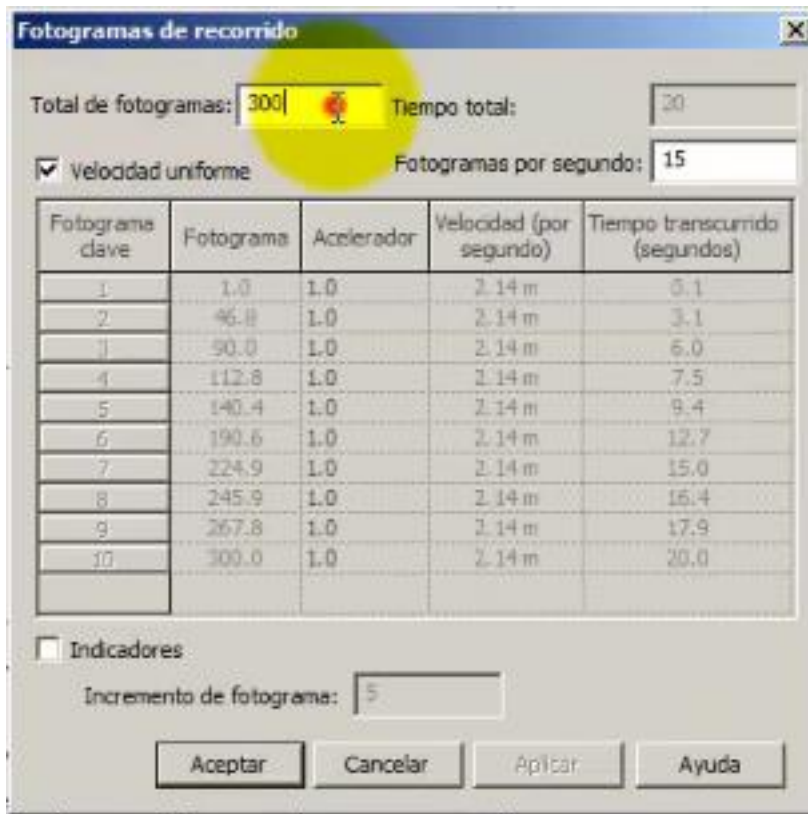 Fotogramas de recorrido
Total de fotogramas: 300 Tiempo total: 20
Velocidad uniforme Fotogramas por segundo: 15
Fotograma clave Fotograma Acelerador Velocidad (por segundo) Tiempo transcurrido (segundos)
1 1.0 1.0 2.14 m 0.1
2 46.8 1.0 2.14 m 3.1
3 90.0 1.0 2.14 m 6.0
4 112.8 1.0 2.14 m 7.5
5 140.4 1.0 2.14 m 9.4
6 190.6 1.0 2.14 m 12.7
7 224.9 1.0 2.14 m 15.0
8 245.9 1.0 2.14 m 16.4
9 267.8 1.0 2.14 m 17.9
10 300.0 1.0 2.14 m 20.0
Indicadores
Incremento de fotograma: 5
Aceptar Cancelar Aplicar Ayuda